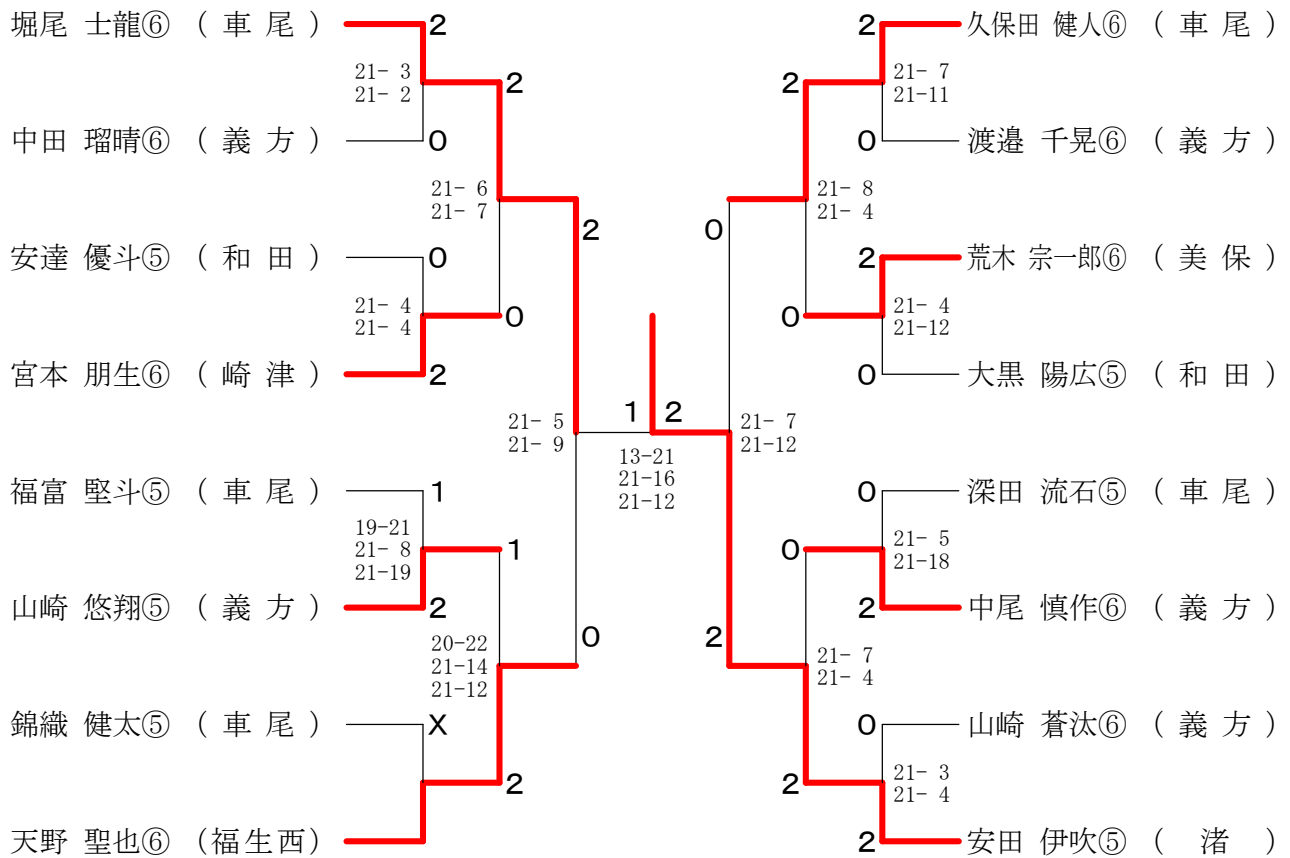 堀尾 士龍⑥ (車尾) 2 2 久保田 健人⑥ (車尾)
21- 3 21- 7
21- 2 2 2 21-11
中田 瑠晴⑥ (義方) 0 0 渡邉 千晃⑥ (義方)
21- 6 21- 8
21- 7 21- 4
2 0
安達 優斗⑤ (和田) 0 2 荒木 宗一郎⑥ (美保)
21- 4 21- 4
21- 4 0 0 21-12
宮本 朋生⑥ (崎津) 2 0 大黒 陽広⑤ (和田)
21- 5 1 2 21- 7
21- 9 21-12
13-21
21-16
21-12
福富 堅斗⑤ (車尾) 1 0 深田 流石⑤ (車尾)
19-21 21- 5
21- 8 1 0 21-18
21-19
山崎 悠翔⑤ (義方) 2 2 中尾 慎作⑥ (義方)
20-22 0 2 21- 7
21-14 21- 4
21-12
錦織 健太⑤ (車尾) X 0 山崎 蒼汰⑥ (義方)
21- 3
2 2 21- 4
天野 聖也⑥ (福生西) 2 安田 伊吹⑤ (渚)